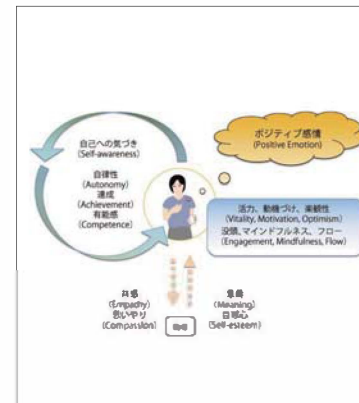 自己への気づき
(Self-awareness)
自律性
(Autonomy)
達成
(Achievement)
有能感
(Competence)
ポジティブ感情
(Positive Emotion)
活力、動機づけ、楽観性
(Vitality, Motivation, Optimism)
没頭、マインドフルネス、フロー
(Engagement, Mindfulness, Flow)
共感
(Empathy)
思いやり
(Compassion)
意義
(Meaning)
自尊心
(Self-esteem)